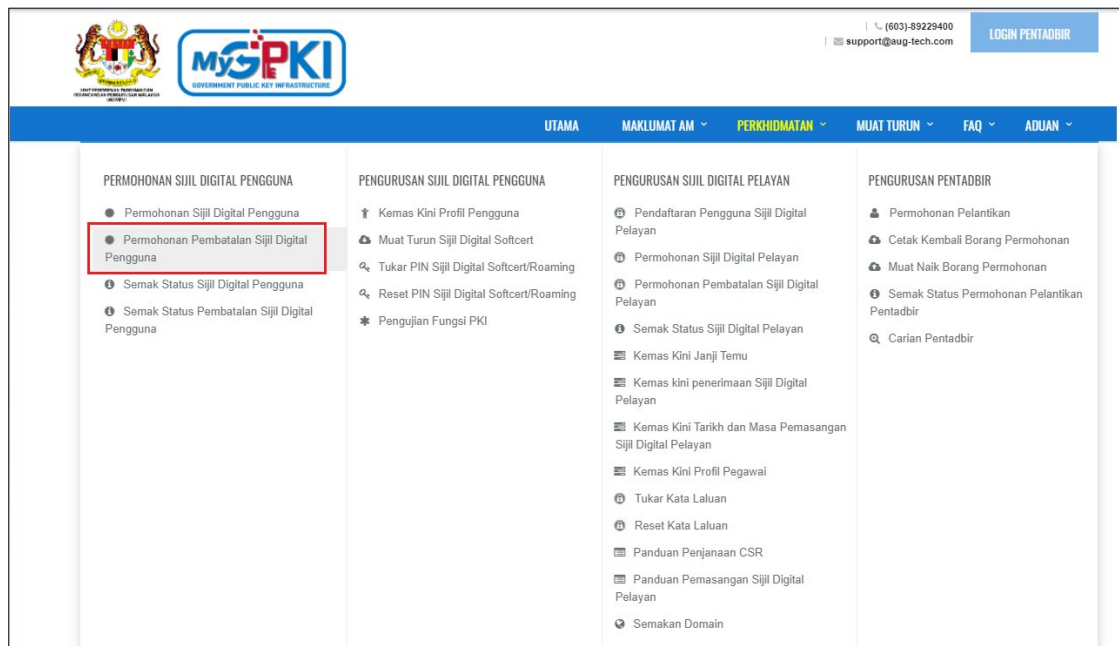 (603)-89229400
support@aug-tech.com
LOGIN PENTADBIR
UNIT PEMODENAN TADBIRAN DAN
PERANCANGAN PENGURUSAN MALAYSIA
(MAMPU)
MyGPKI
GOVERNMENT PUBLIC KEY INFRASTRUCTURE
UTAMA MAKLUMAT AM PERKHIDMATAN MUAT TURUN FAQ ADUAN
PERMOHONAN SIJIL DIGITAL PENGGUNA
Permohonan Sijil Digital Pengguna
Permohonan Pembatalan Sijil Digital
Pengguna
Semak Status Sijil Digital Pengguna
Semak Status Pembatalan Sijil Digital
Pengguna
PENGURUSAN SIJIL DIGITAL PENGGUNA
Kemas Kini Profil Pengguna
Muat Turun Sijil Digital Softcert
Tukar PIN Sijil Digital Softcert/Roaming
Reset PIN Sijil Digital Softcert/Roaming
Pengujian Fungsi PKI
PENGURUSAN SIJIL DIGITAL PELAYAN
Pendaftaran Pengguna Sijil Digital
Pelayan
Permohonan Sijil Digital Pelayan
Permohonan Pembatalan Sijil Digital
Pelayan
Semak Status Sijil Digital Pelayan
Kemas Kini Janji Temu
Kemas kini penerimaan Sijil Digital
Pelayan
Kemas Kini Tarikh dan Masa Pemasangan
Sijil Digital Pelayan
Kemas Kini Profil Pegawai
Tukar Kata Laluan
Reset Kata Laluan
Panduan Penjanaan CSR
Panduan Pemasangan Sijil Digital
Pelayan
Semakan Domain
PENGURUSAN PENTADBIR
Permohonan Pelantikan
Cetak Kembali Borang Permohonan
Muat Naik Borang Permohonan
Semak Status Permohonan Pelantikan
Pentadbir
Carian Pentadbir